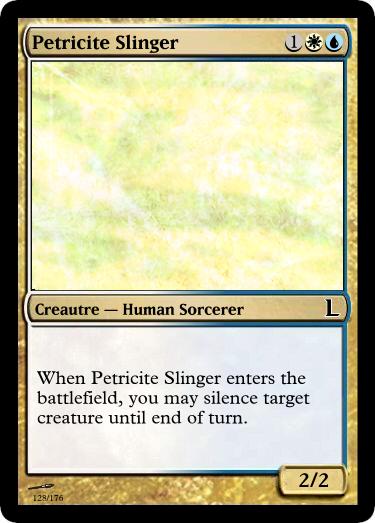 Petricite Slinger 1
Creautre — Human Sorcerer L
When Petricite Slinger enters the
battlefield, you may silence target
creature until end of turn.
2/2
128/176